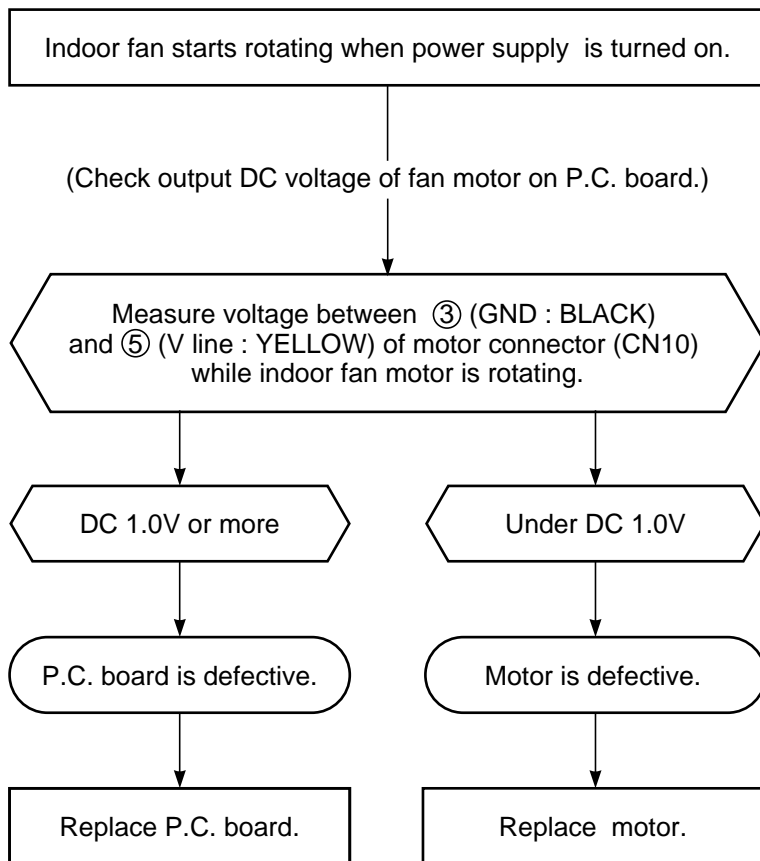 Indoor fan starts rotating when power supply is turned on.
(Check output DC voltage of fan motor on P.C. board.)
Measure voltage between ③ (GND : BLACK)
and ⑤ (V line : YELLOW) of motor connector (CN10)
while indoor fan motor is rotating.
DC 1.0V or more
Under DC 1.0V
P.C. board is defective.
Motor is defective.
Replace P.C. board.
Replace motor.